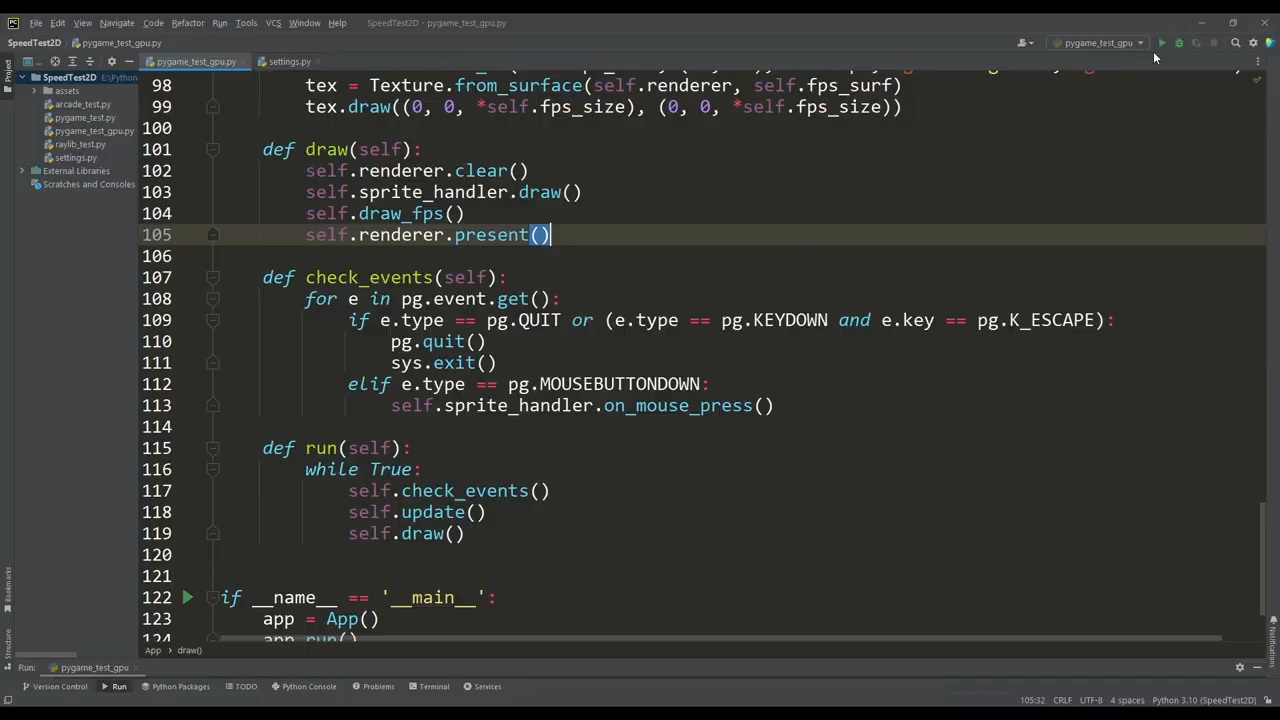 PC File Edit View Navigate Code Refactor Run Tools VCS Window Help SpeedTest2D - pygame_test_gpu.py
SpeedTest2D pygame_test_gpu.py pygame_test_gpu
Project
pygame_test_gpu.py settings.py
SpeedTest2D E:\Python
assets
arcade_test.py
pygame_test.py
pygame_test_gpu.py
raylib_test.py
settings.py
External Libraries
Scratches and Consoles
98 tex = Texture.from_surface(self.renderer, self.fps_surf)
99 tex.draw((0, 0, *self.fps_size), (0, 0, *self.fps_size))
100
101 def draw(self):
102 self.renderer.clear()
103 self.sprite_handler.draw()
104 self.draw_fps()
105 self.renderer.present()
106
107 def check_events(self):
108 for e in pg.event.get():
109 if e.type == pg.QUIT or (e.type == pg.KEYDOWN and e.key == pg.K_ESCAPE):
110 pg.quit()
111 sys.exit()
112 elif e.type == pg.MOUSEBUTTONDOWN:
113 self.sprite_handler.on_mouse_press()
114
115 def run(self):
116 while True:
117 self.check_events()
118 self.update()
119 self.draw()
120
121
122 if __name__ == '__main__':
123 app = App()
124 app.run()
App draw()
Bookmarks
Structure
Notifications
Run: pygame_test_gpu
Version Control Run Python Packages TODO Python Console Problems Terminal Services
105:32 CRLF UTF-8 4 spaces Python 3.10 (SpeedTest2D)